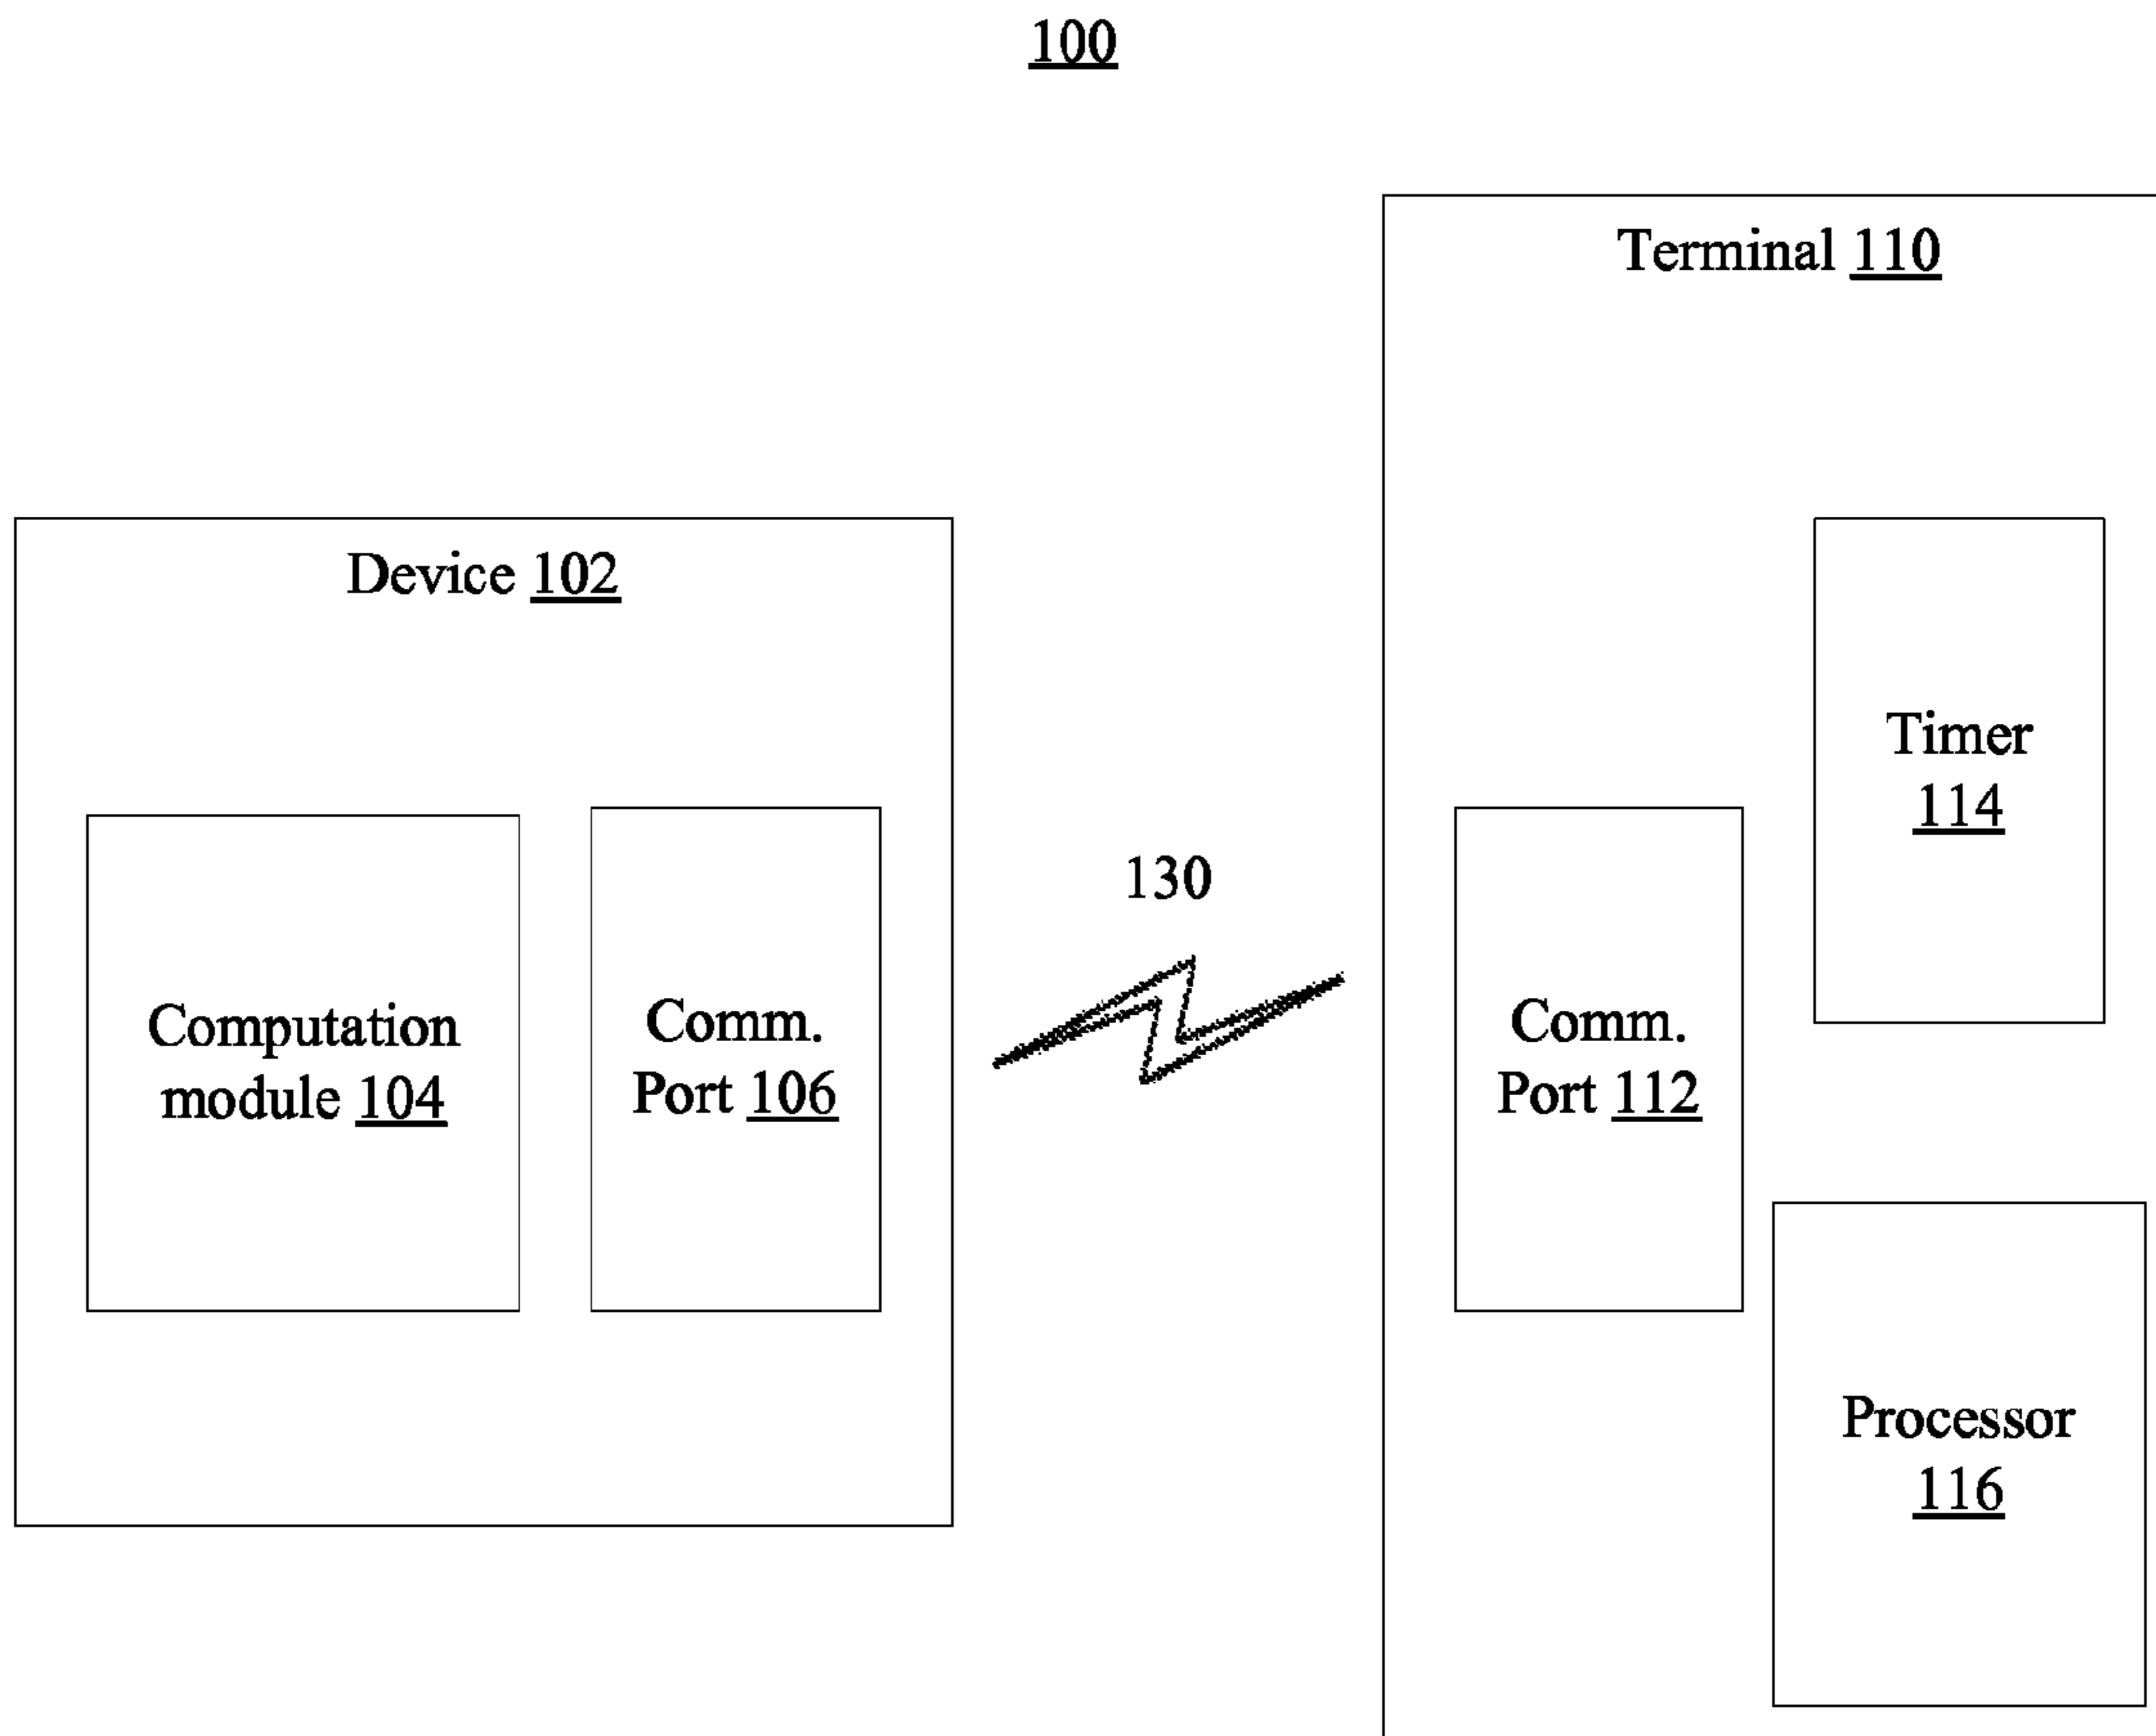 100
Terminal 110
Device 102
Timer
114
130
Computation
module 104
Comm.
Port 106
Comm.
Port 112
Processor
116